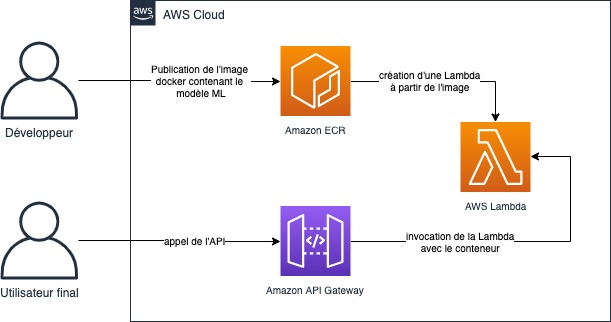 aws
AWS Cloud
Publication de l'image
docker contenant le
modèle ML
création d'une Lambda
à partir de l'image
Développeur
Amazon ECR
AWS Lambda
appel de l'API
</>
invocation de la Lambda
avec le conteneur
Utilisateur final
Amazon API Gateway